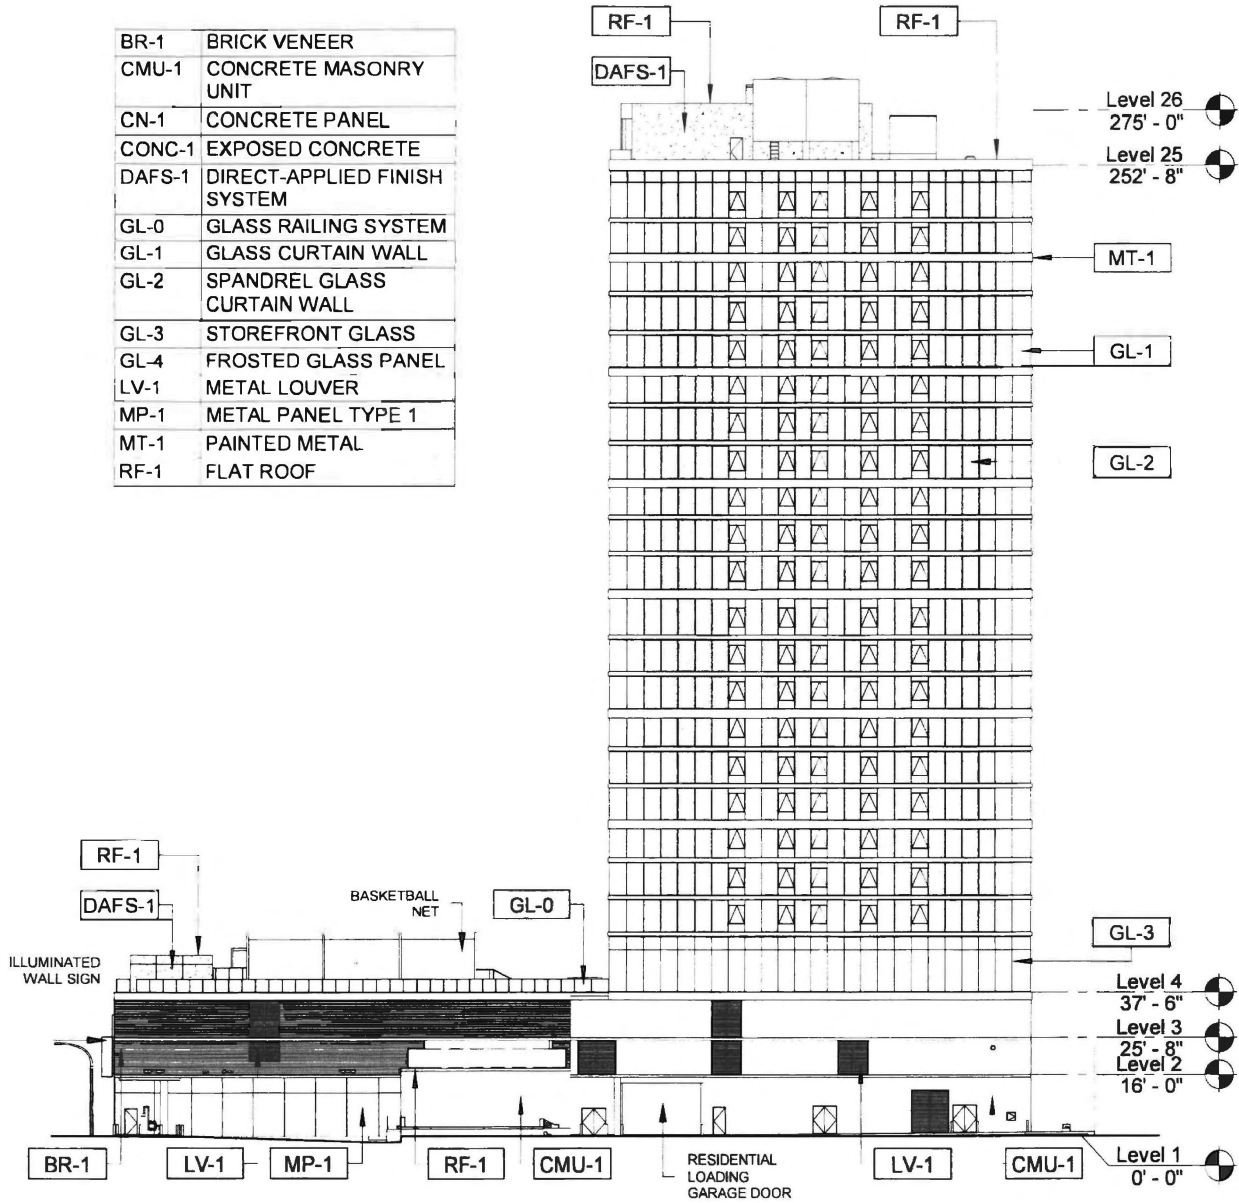 BR-1 BRICK VENEER
CMU-1 CONCRETE MASONRY
UNIT
CN-1 CONCRETE PANEL
CONC-1 EXPOSED CONCRETE
DAFS-1 DIRECT-APPLIED FINISH
SYSTEM
GL-0 GLASS RAILING SYSTEM
GL-1 GLASS CURTAIN WALL
GL-2 SPANDREL GLASS
CURTAIN WALL
GL-3 STOREFRONT GLASS
GL-4 FROSTED GLASS PANEL
LV-1 METAL LOUVER
MP-1 METAL PANEL TYPE 1
MT-1 PAINTED METAL
RF-1 FLAT ROOF
RF-1
RF-1
DAFS-1
Level 26
275' - 0"
Level 25
252' - 8"
MT-1
GL-1
GL-2
RF-1
DAFS-1
BASKETBALL
NET
GL-0
GL-3
ILLUMINATED
WALL SIGN
Level 4
37' - 6"
Level 3
25' - 8"
Level 2
16' - 0"
BR-1
LV-1
MP-1
RF-1
CMU-1
RESIDENTIAL
LOADING
GARAGE DOOR
LV-1
CMU-1
Level 1
0' - 0"